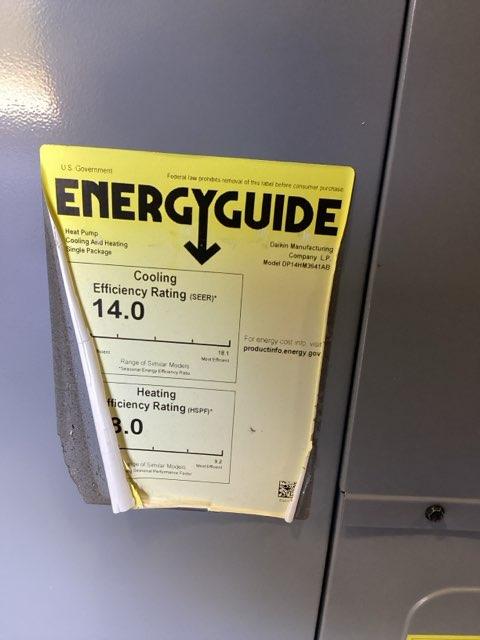 U.S. Government
Federal law prohibits removal of this label before consumer purchase.
ENERGYGUIDE
Heat Pump
Cooling And Heating
Single Package
Daikin Manufacturing
Company L.P.
Model DP14HM3641AB
Cooling
Efficiency Rating (SEER)*
14.0
18.1
Most Efficient
Range of Similar Models
*Seasonal Energy Efficiency Ratio
For energy cost info, visit
productinfo.energy.gov
Heating
fficiency Rating (HSPF)*
8.0
9.2
of Similar Models
Most Efficient
Seasonal Performance Factor